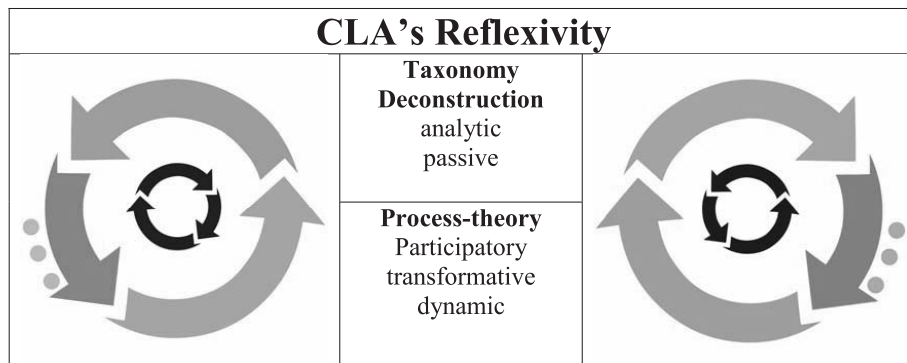 CLA’s Reflexivity
Taxonomy
Deconstruction
analytic
passive
Process-theory
Participatory
transformative
dynamic